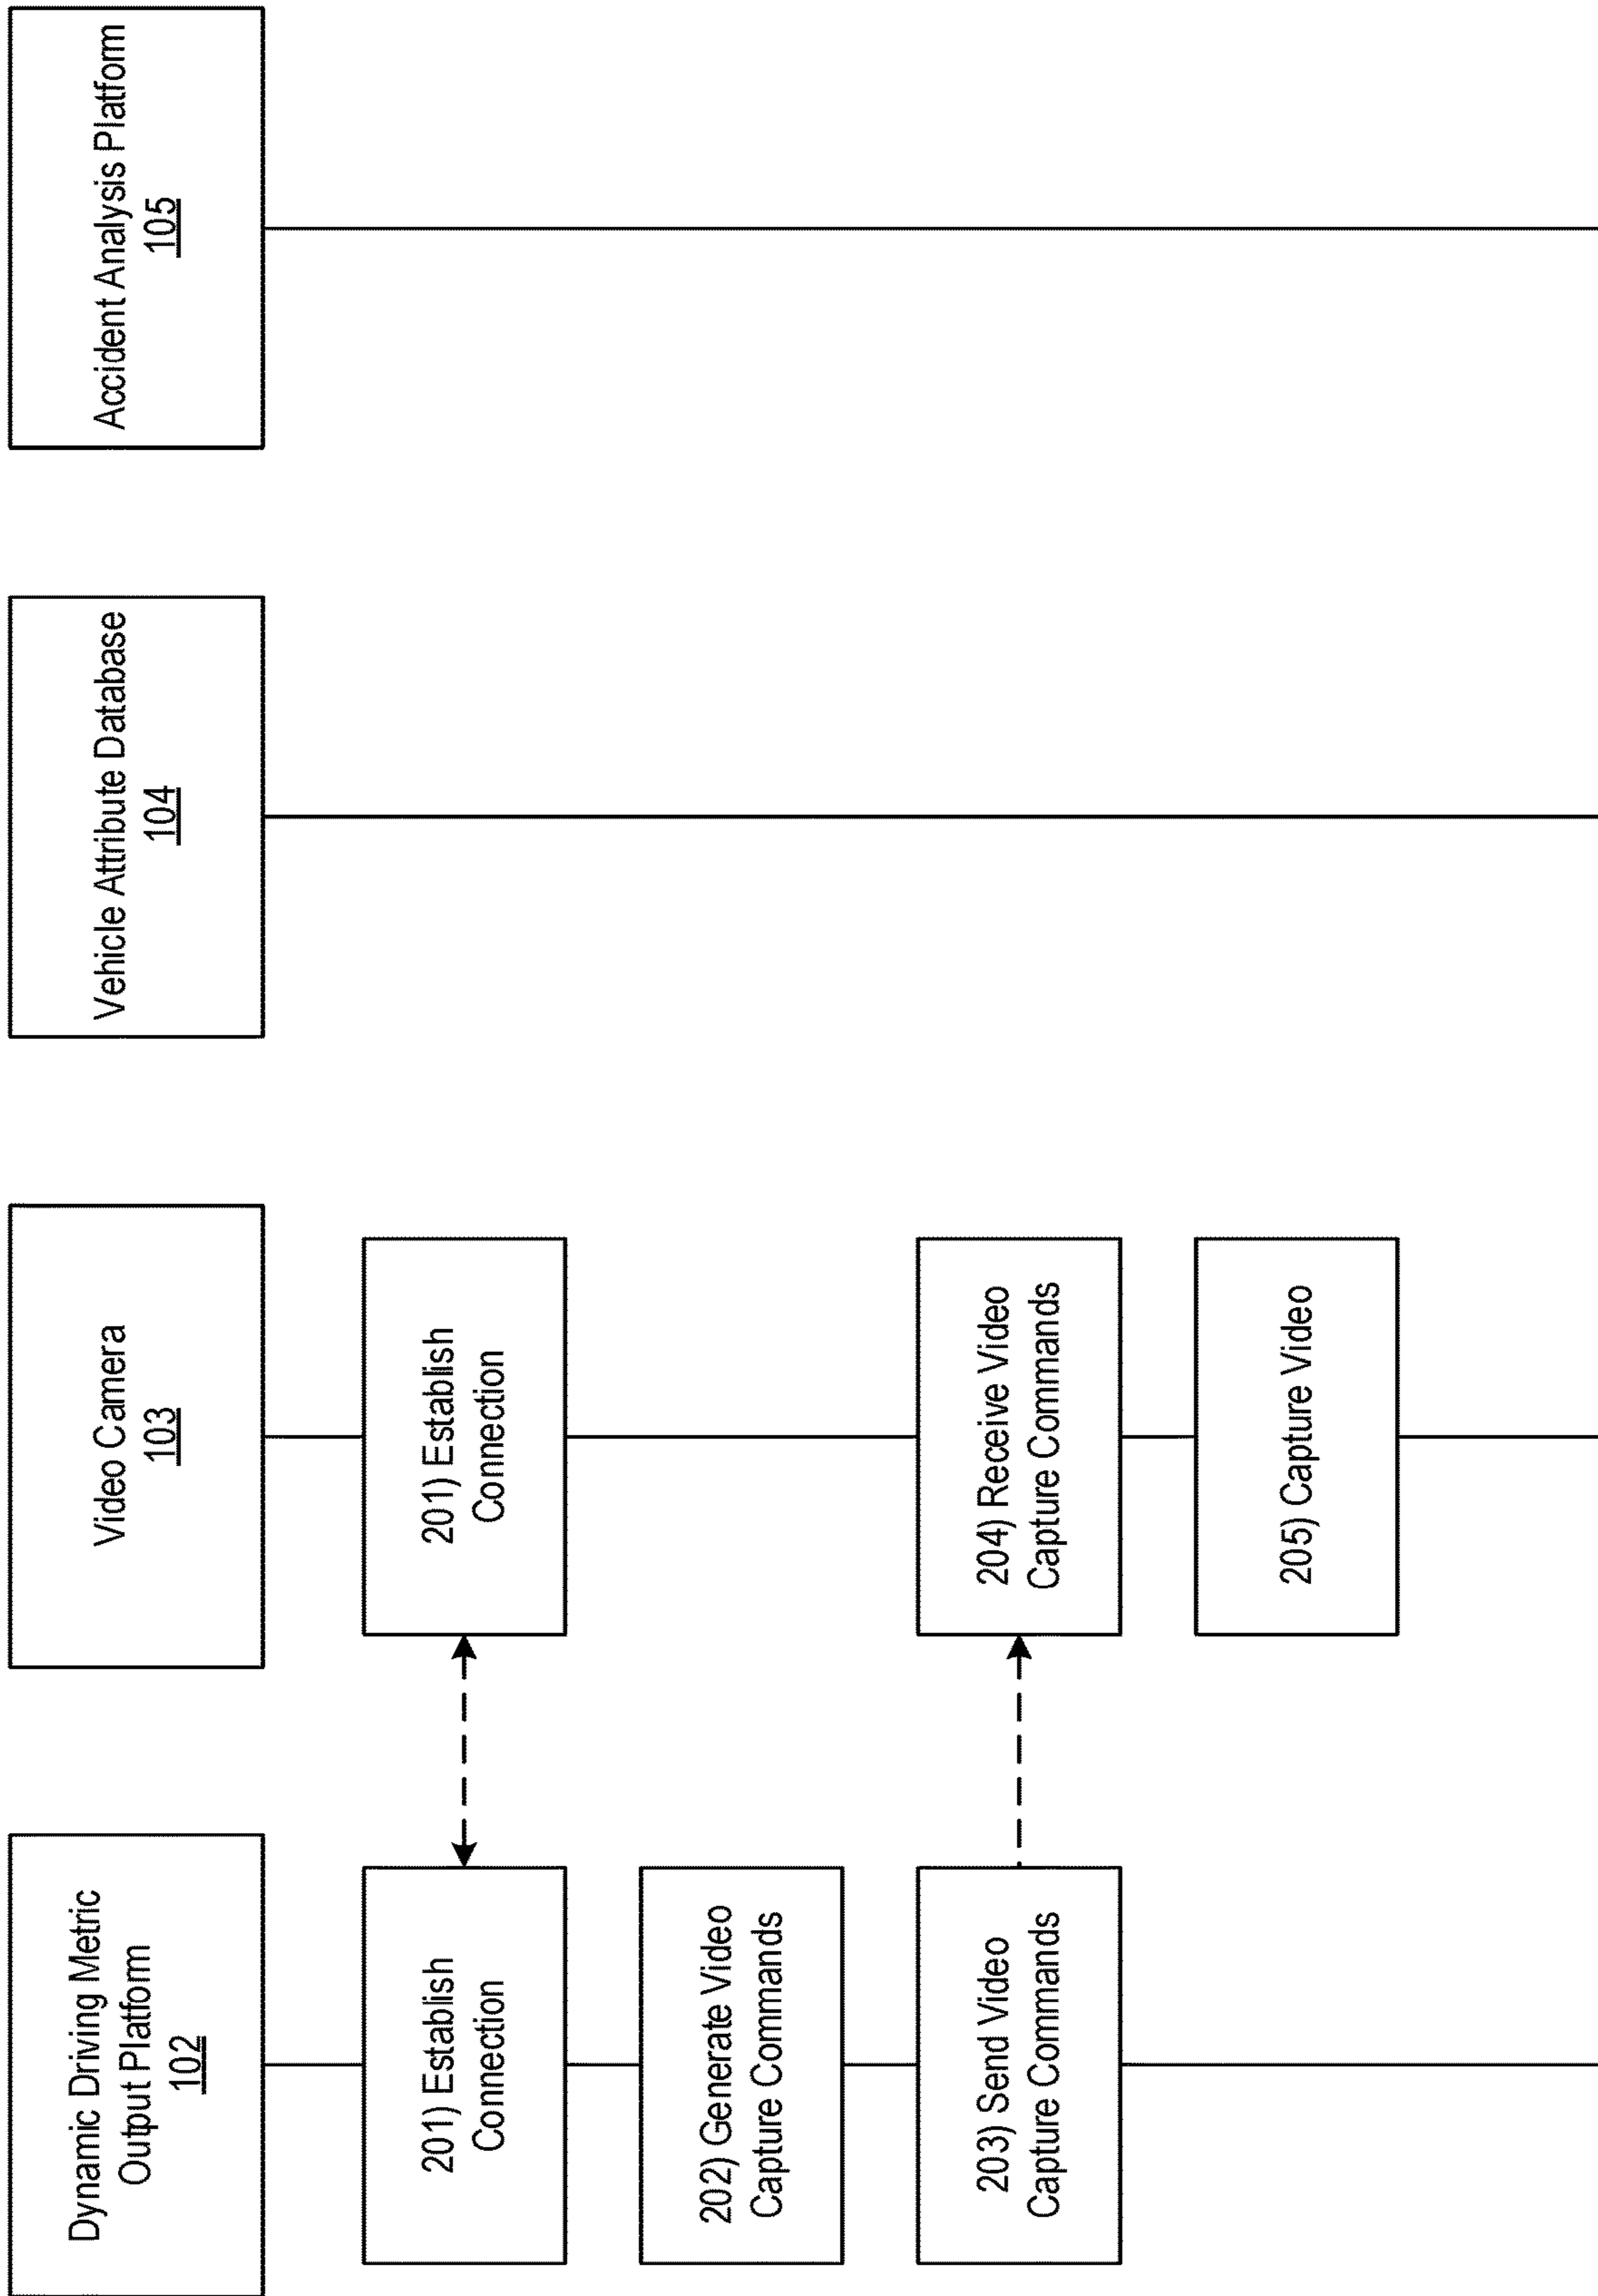 Dynamic Driving Metric
Output Platform
102
Video Camera
103
Vehicle Attribute Database
104
Accident Analysis Platform
105
201) Establish
Connection
201) Establish
Connection
202) Generate Video
Capture Commands
203) Send Video
Capture Commands
204) Receive Video
Capture Commands
205) Capture Video